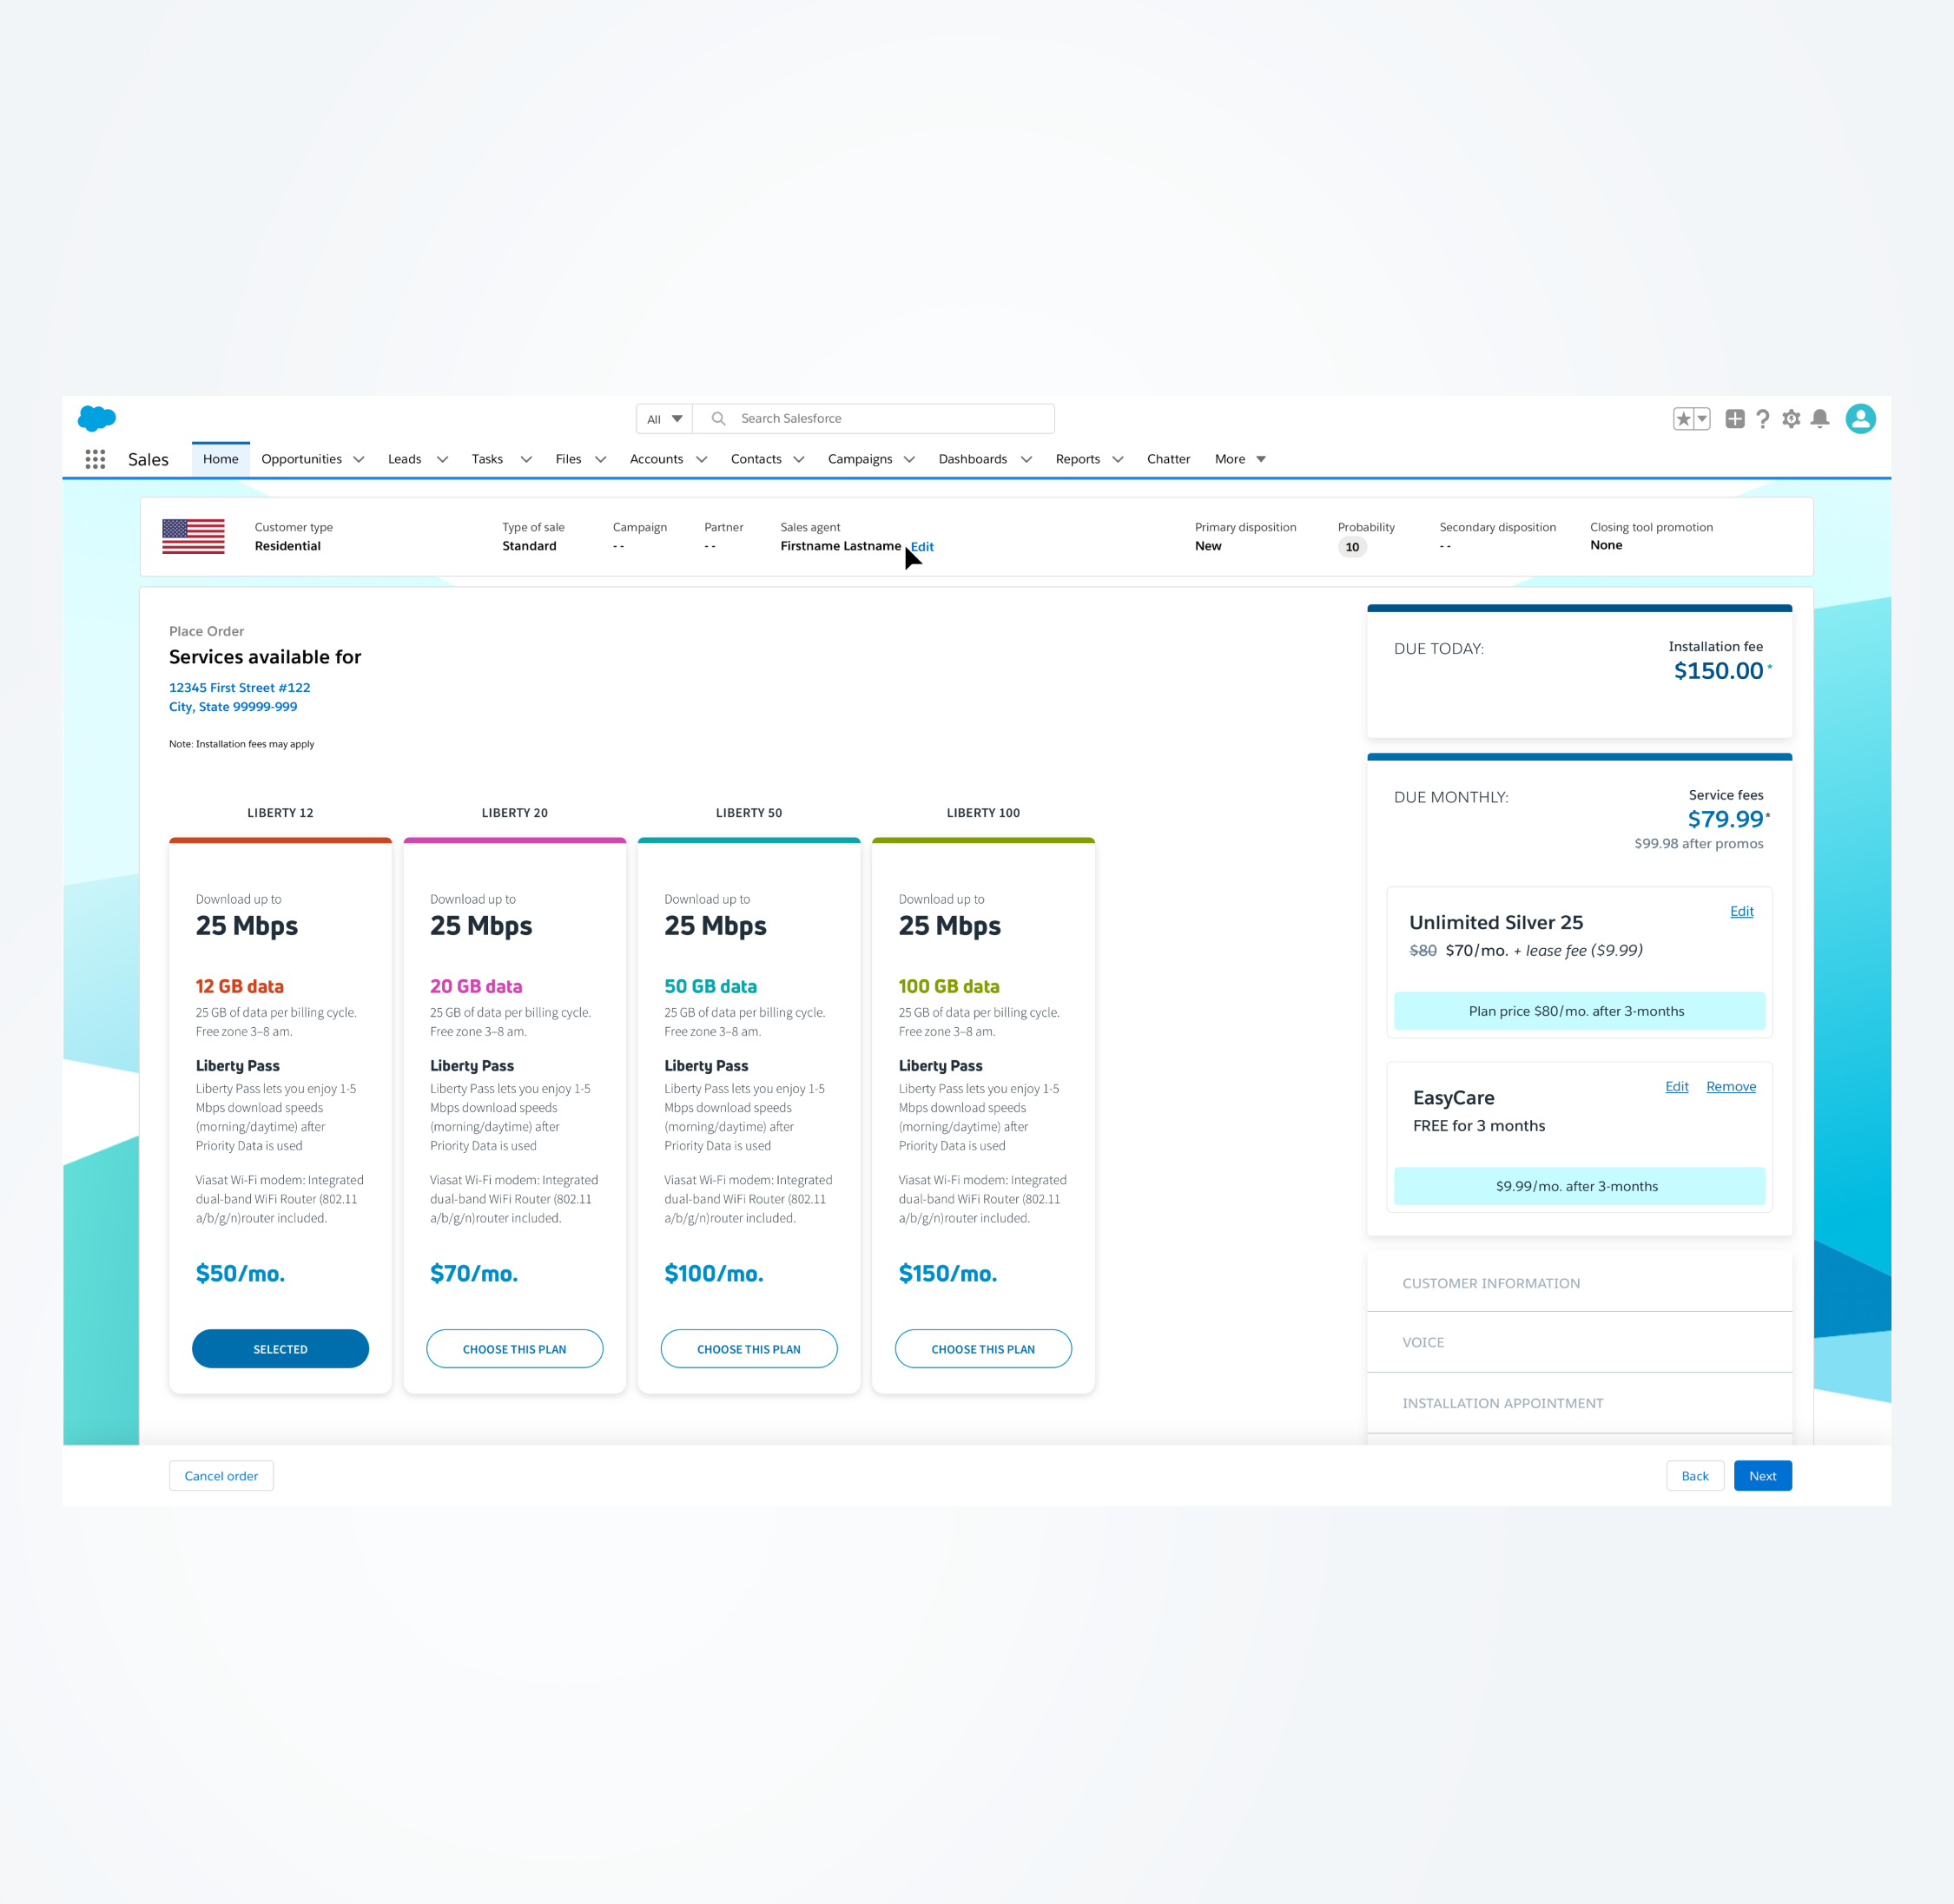 All
Search Salesforce
Sales
Home
Opportunities
Leads
Tasks
Files
Accounts
Contacts
Campaigns
Dashboards
Reports
Chatter
More
Customer type
Residential
Type of sale
Standard
Campaign
- -
Partner
- -
Sales agent
Firstname Lastname
Edit
Primary disposition
New
Probability
10
Secondary disposition
- -
Closing tool promotion
None
Place Order
Services available for
12345 First Street #122
City, State 99999-999
Note: Installation fees may apply
LIBERTY 12
Download up to
25 Mbps
12 GB data
25 GB of data per billing cycle.
Free zone 3–8 am.
Liberty Pass
Liberty Pass lets you enjoy 1-5
Mbps download speeds
(morning/daytime) after
Priority Data is used
Viasat Wi-Fi modem: Integrated
dual-band WiFi Router (802.11
a/b/g/n)router included.
$50/mo.
SELECTED
LIBERTY 20
Download up to
25 Mbps
20 GB data
25 GB of data per billing cycle.
Free zone 3–8 am.
Liberty Pass
Liberty Pass lets you enjoy 1-5
Mbps download speeds
(morning/daytime) after
Priority Data is used
Viasat Wi-Fi modem: Integrated
dual-band WiFi Router (802.11
a/b/g/n)router included.
$70/mo.
CHOOSE THIS PLAN
LIBERTY 50
Download up to
25 Mbps
50 GB data
25 GB of data per billing cycle.
Free zone 3–8 am.
Liberty Pass
Liberty Pass lets you enjoy 1-5
Mbps download speeds
(morning/daytime) after
Priority Data is used
Viasat Wi-Fi modem: Integrated
dual-band WiFi Router (802.11
a/b/g/n)router included.
$100/mo.
CHOOSE THIS PLAN
LIBERTY 100
Download up to
25 Mbps
100 GB data
25 GB of data per billing cycle.
Free zone 3–8 am.
Liberty Pass
Liberty Pass lets you enjoy 1-5
Mbps download speeds
(morning/daytime) after
Priority Data is used
Viasat Wi-Fi modem: Integrated
dual-band WiFi Router (802.11
a/b/g/n)router included.
$150/mo.
CHOOSE THIS PLAN
DUE TODAY:
Installation fee
$150.00*
DUE MONTHLY:
Service fees
$79.99*
$99.98 after promos
Edit
Unlimited Silver 25
$80 $70/mo. + lease fee ($9.99)
Plan price $80/mo. after 3-months
Edit Remove
EasyCare
FREE for 3 months
$9.99/mo. after 3-months
CUSTOMER INFORMATION
VOICE
INSTALLATION APPOINTMENT
Cancel order
Back
Next